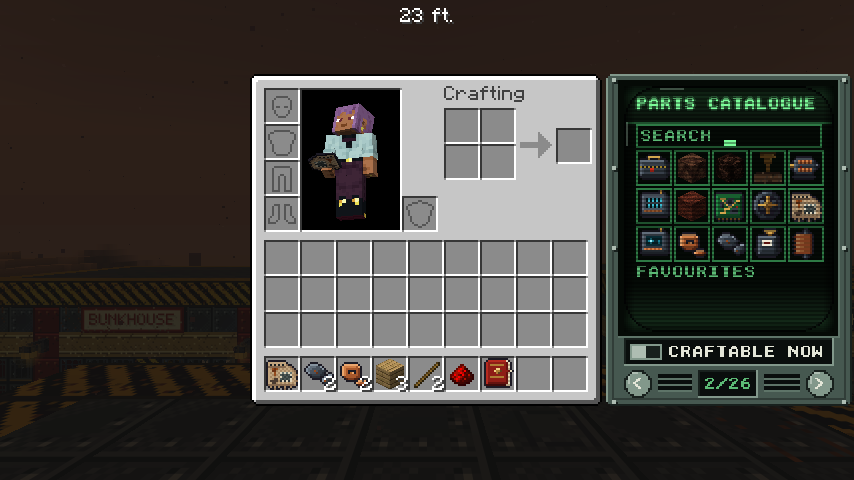 23 ft.
Crafting
PARTS CATALOGUE
SEARCH
FAVOURITES
BUNKHOUSE
2
2
3
2
CRAFTABLE NOW
< 2/26 >